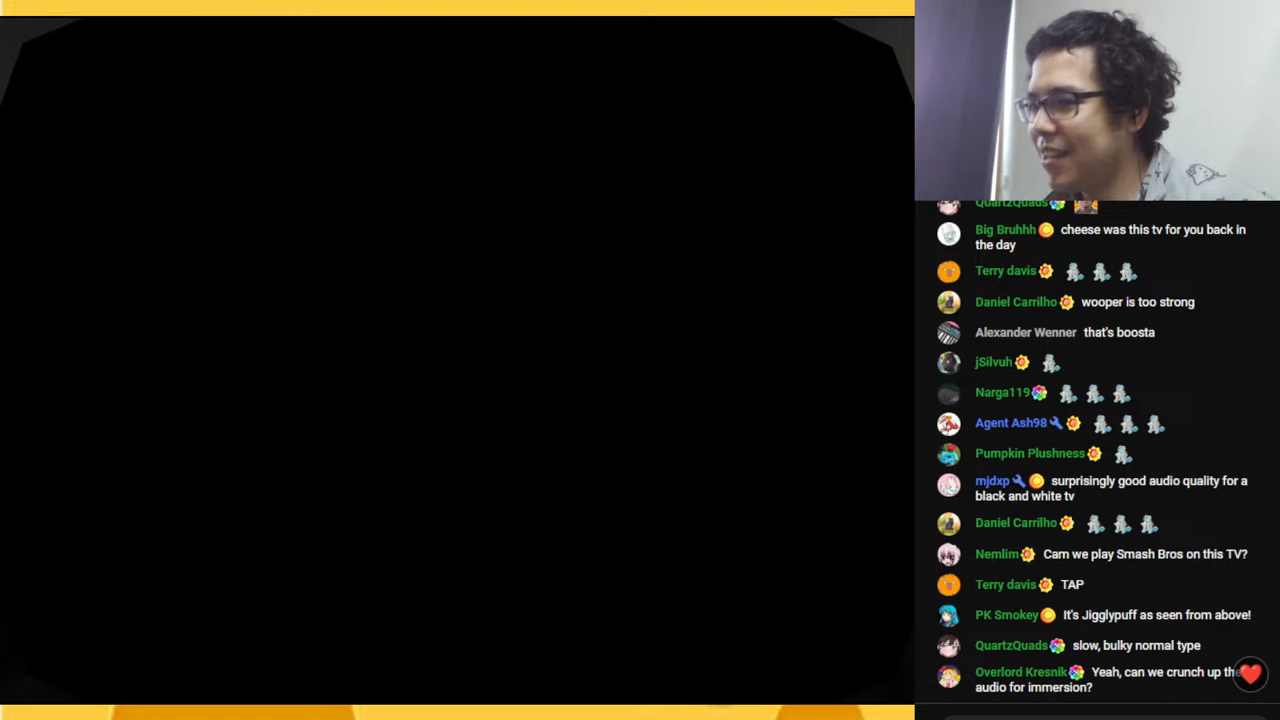 QuartzQuads
Big Bruhhh cheese was this tv for you back in
the day
Terry davis
Daniel Carrilho wooper is too strong
Alexander Wenner that's boosta
jSilvuh
Narga119
Agent Ash98
Pumpkin Plushness
mjdxp surprisingly good audio quality for a
black and white tv
Daniel Carrilho
Nemlim Cam we play Smash Bros on this TV?
Terry davis TAP
PK Smokey It's Jigglypuff as seen from above!
QuartzQuads slow, bulky normal type
Overlord Kresnik Yeah, can we crunch up the
audio for immersion?